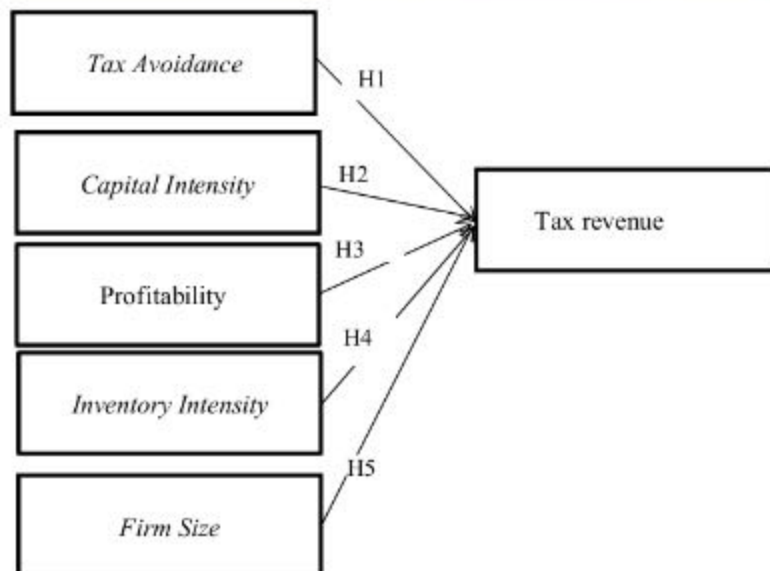 Tax Avoidance
H1
Capital Intensity
H2
Tax revenue
H3
Profitability
H4
Inventory Intensity
H5
Firm Size